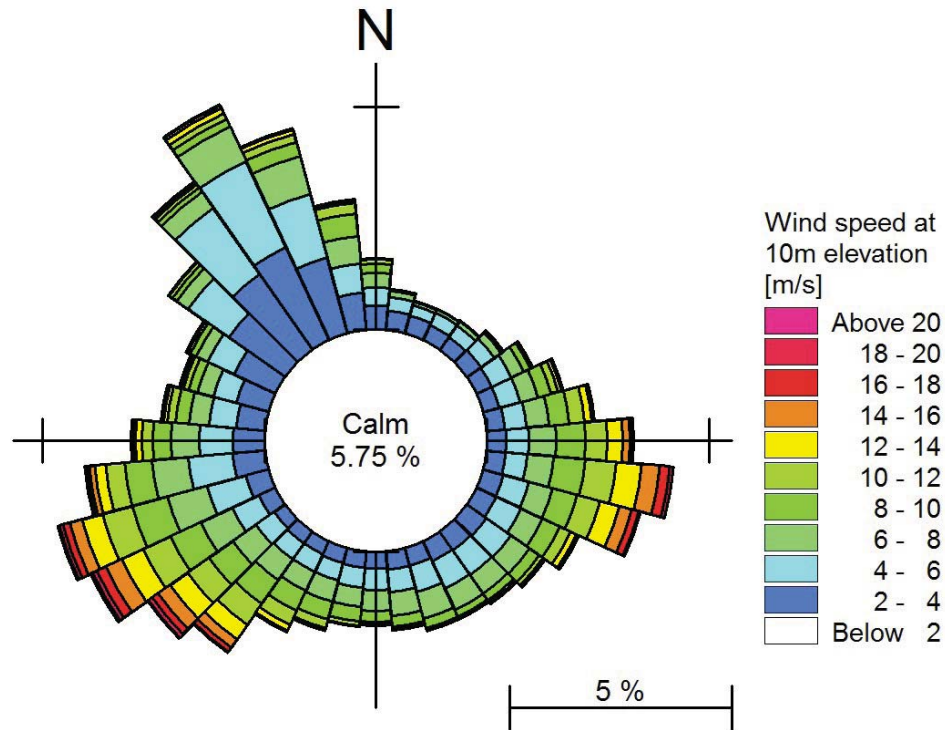 N
Calm
5.75 %
Wind speed at
10m elevation
[m/s]
Above 20
18 - 20
16 - 18
14 - 16
12 - 14
10 - 12
8 - 10
6 - 8
4 - 6
2 - 4
Below 2
5 %